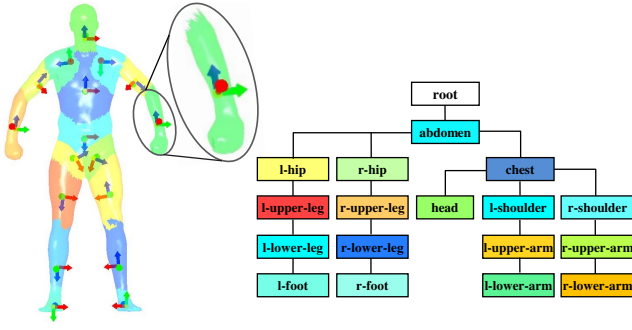 root
abdomen
l-hip r-hip chest
l-upper-leg r-upper-leg head l-shoulder r-shoulder
l-lower-leg r-lower-leg l-upper-arm r-upper-arm
l-foot r-foot l-lower-arm r-lower-arm